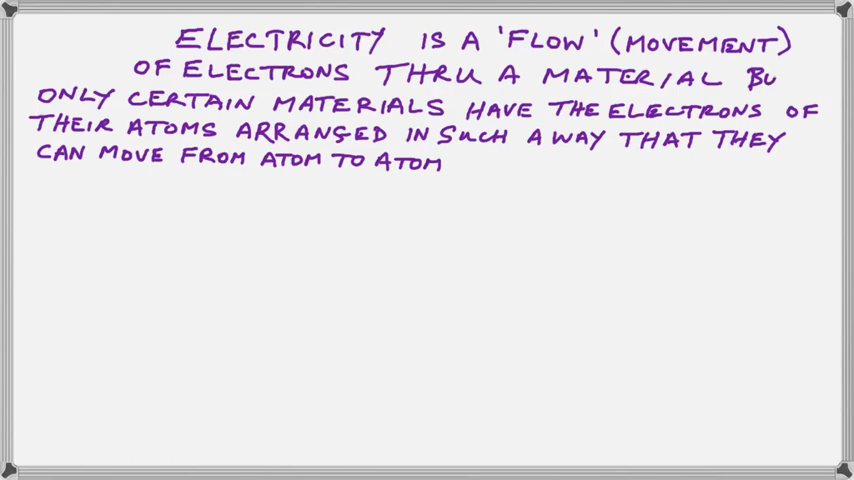 ELECTRICITY IS A 'FLOW' (MOVEMENT)
OF ELECTRONS THRU A MATERIAL BU
ONLY CERTAIN MATERIALS HAVE THE ELECTRONS OF
THEIR ATOMS ARRANGED IN SUCH A WAY THAT THEY
CAN MOVE FROM ATOM TO ATOM